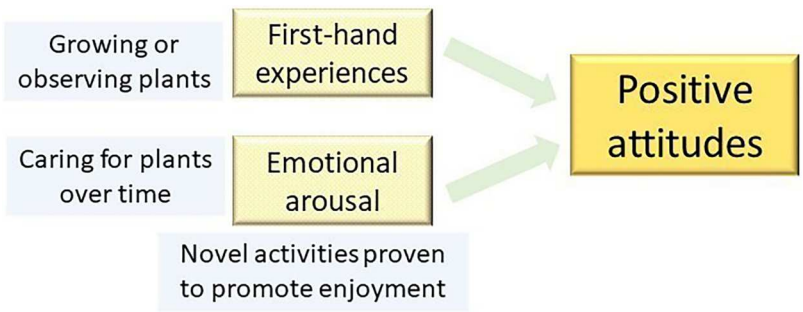 Growing or
observing plants
First-hand
experiences
Caring for plants
over time
Emotional
arousal
Novel activities proven
to promote enjoyment
Positive
attitudes